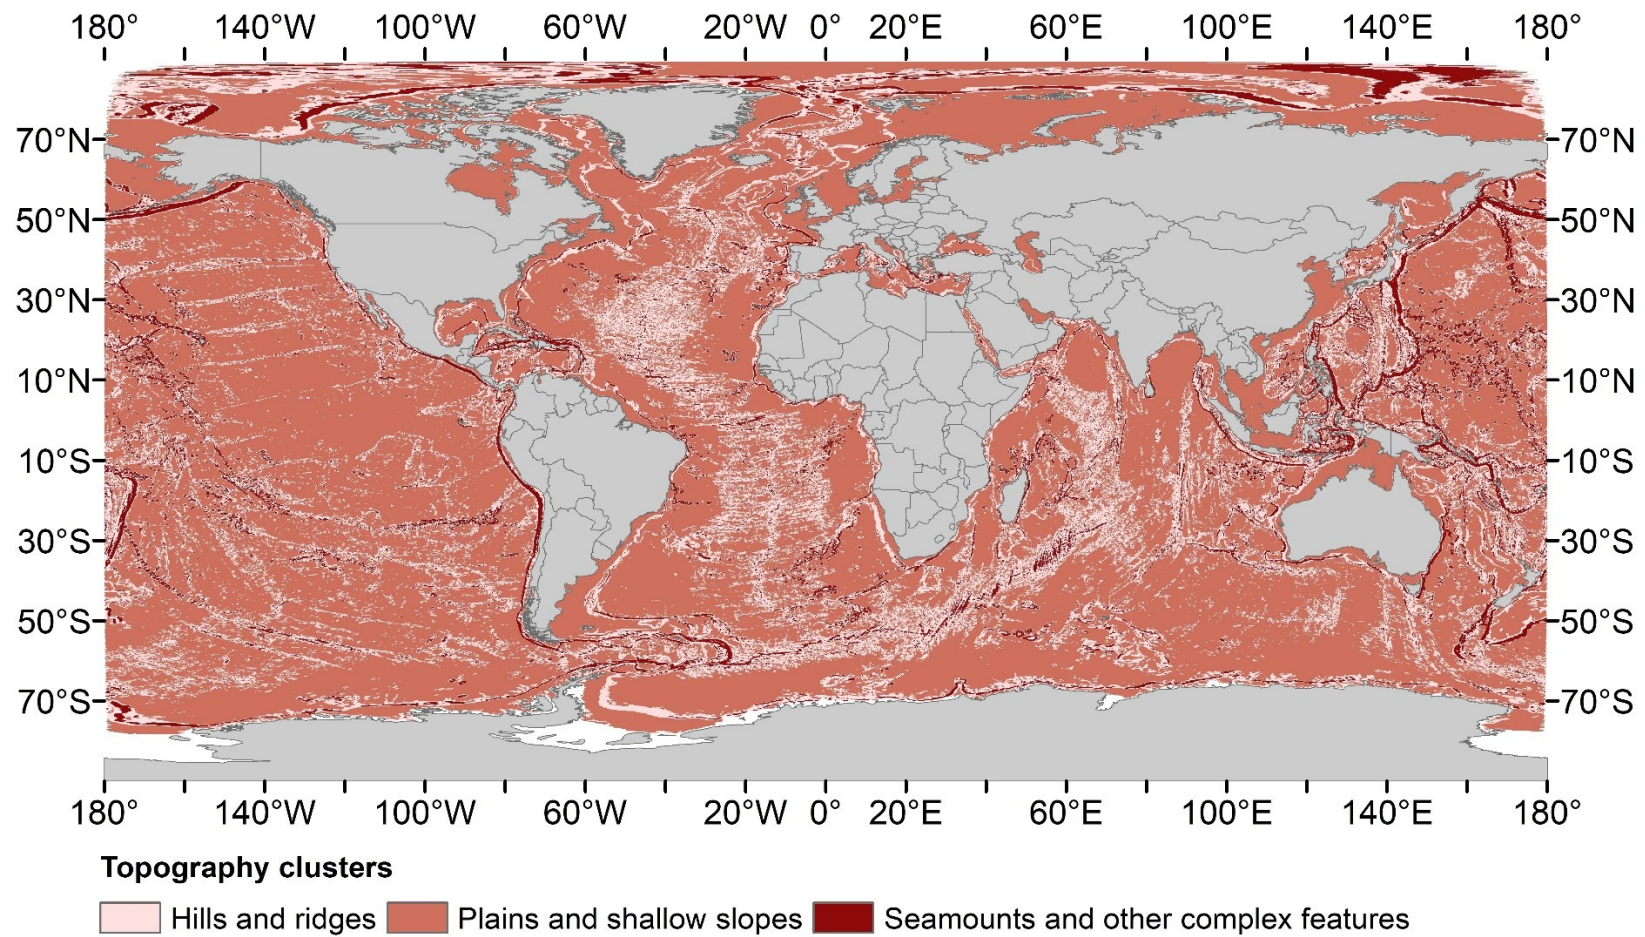 180° 140°W 100°W 60°W 20°W 0° 20°E 60°E 100°E 140°E 180°
70°N 70°N
50°N 50°N
30°N 30°N
10°N 10°N
10°S 10°S
30°S 30°S
50°S 50°S
70°S 70°S
180° 140°W 100°W 60°W 20°W 0° 20°E 60°E 100°E 140°E 180°
Topography clusters
Hills and ridges Plains and shallow slopes Seamounts and other complex features